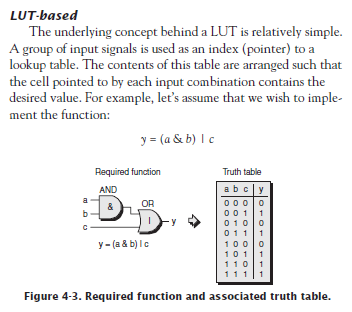 LUT-based
The underlying concept behind a LUT is relatively simple.
A group of input signals is used as an index (pointer) to a
lookup table. The contents of this table are arranged such that
the cell pointed to by each input combination contains the
desired value. For example, let's assume that we wish to imple-
ment the function:
y = (a & b) | c
Required function
AND
a
&
OR
b
|
y
c
y = (a & b) | c
Truth table
a b c y
0 0 0 0
0 0 1 1
0 1 0 0
0 1 1 1
1 0 0 0
1 0 1 1
1 1 0 1
1 1 1 1
Figure 4-3. Required function and associated truth table.